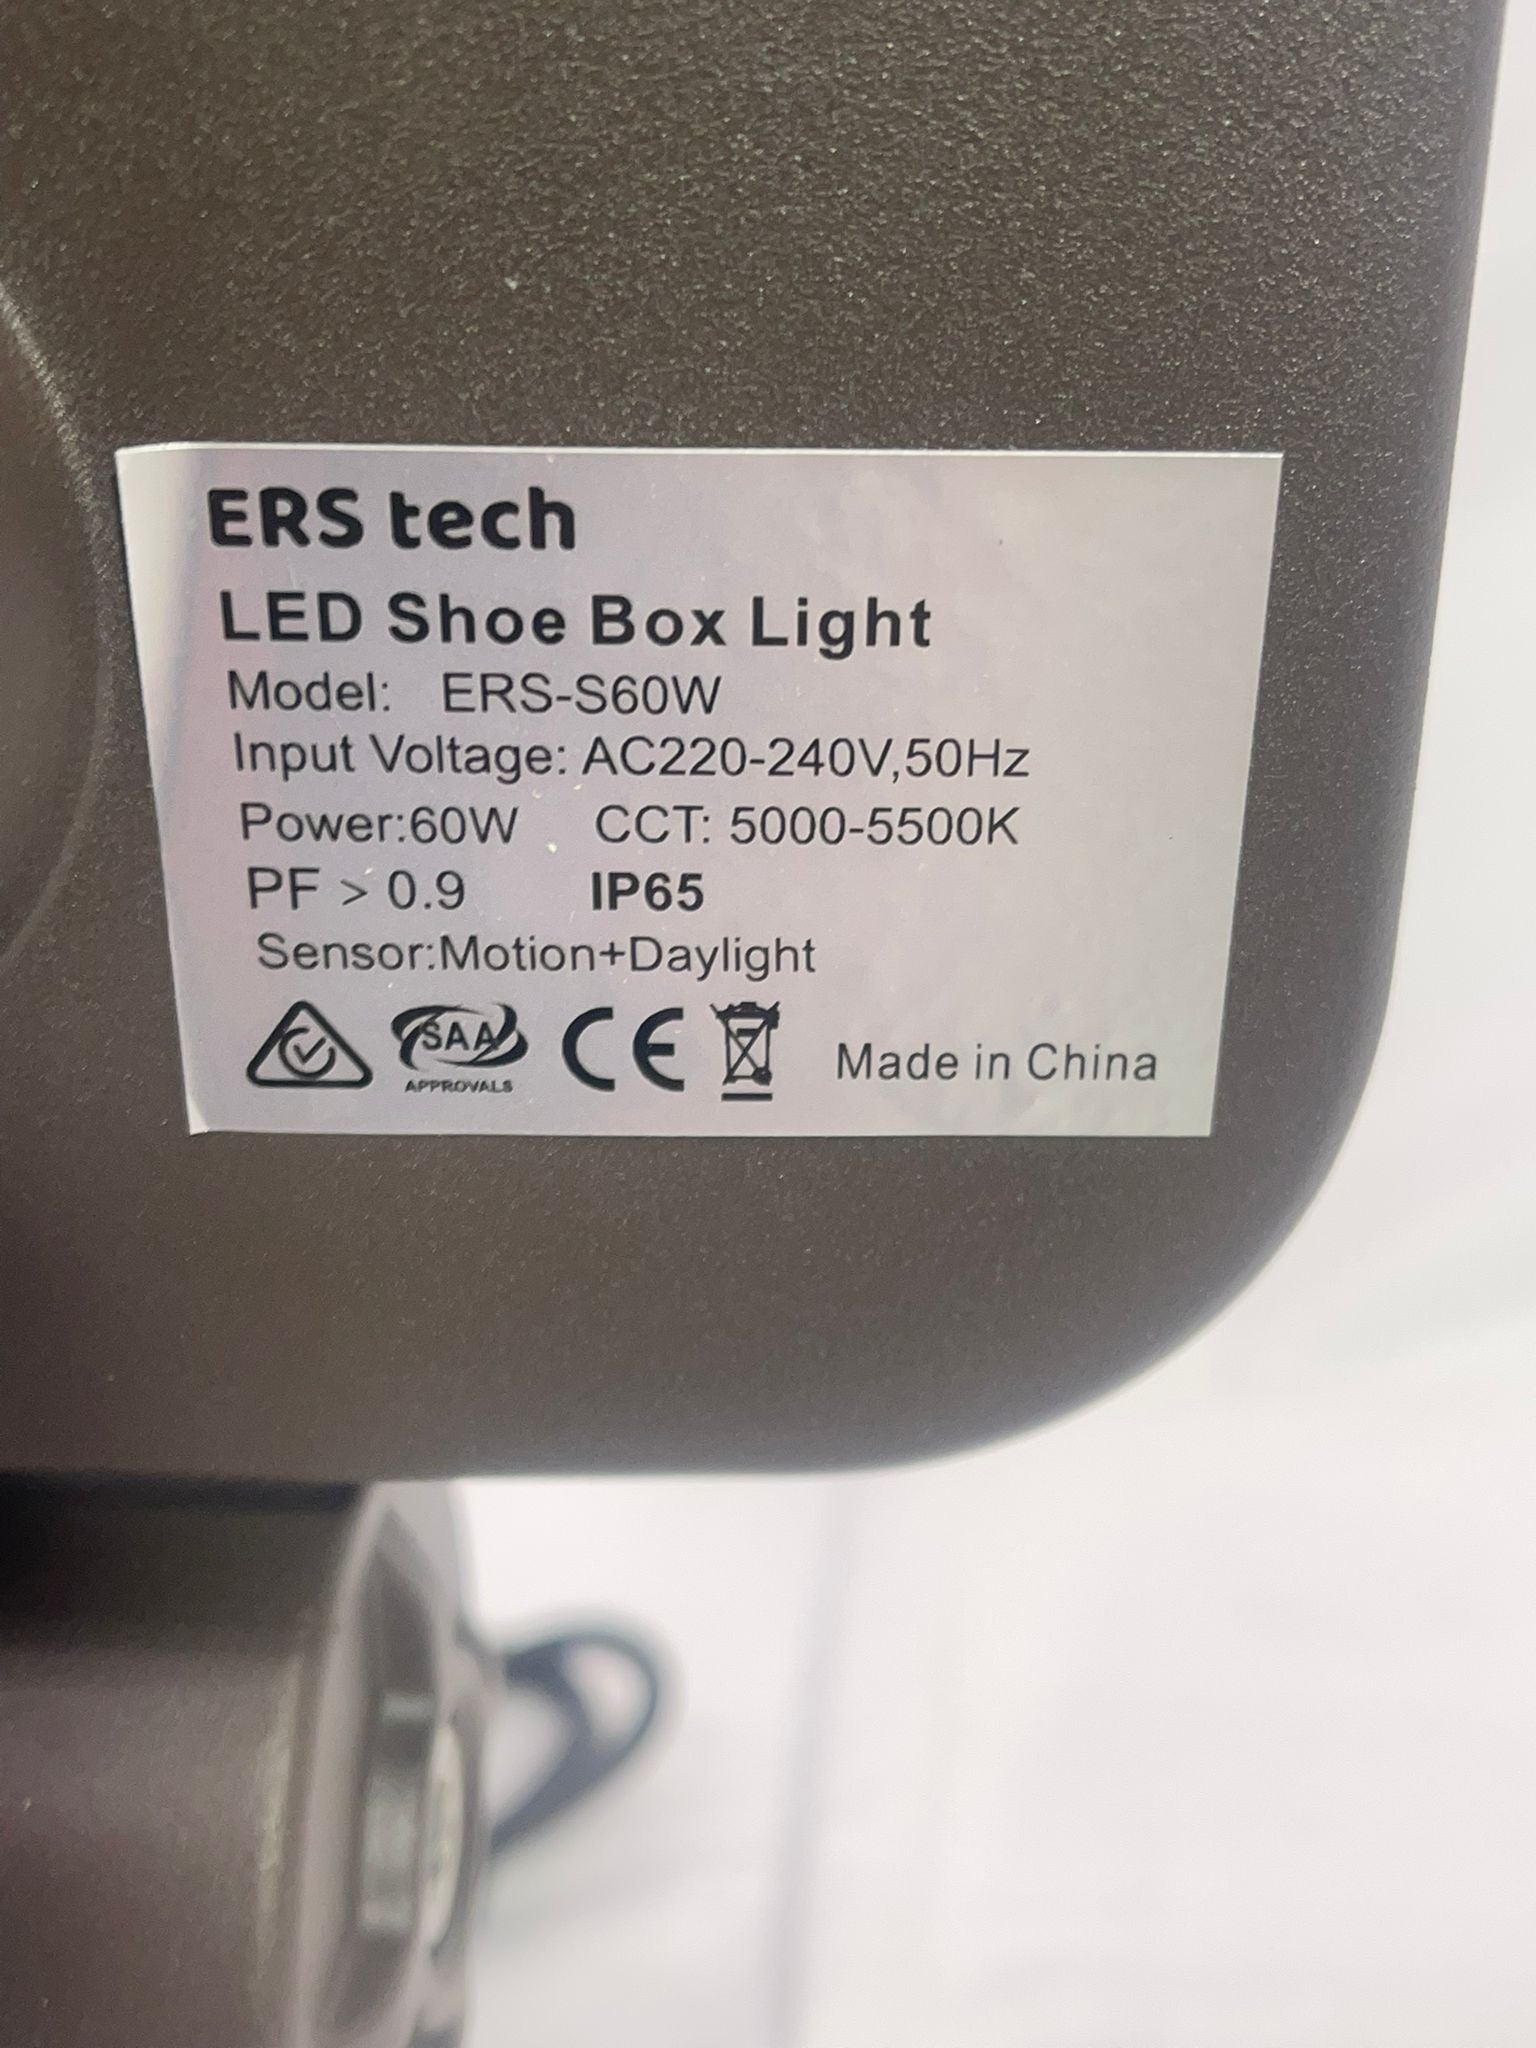 ERS tech
LED Shoe Box Light
Model: ERS-S60W
Input Voltage: AC220-240V,50Hz
Power:60W CCT: 5000-5500K
PF > 0.9 IP65
Sensor:Motion+Daylight
SAA
APPROVALS
CE
Made in China